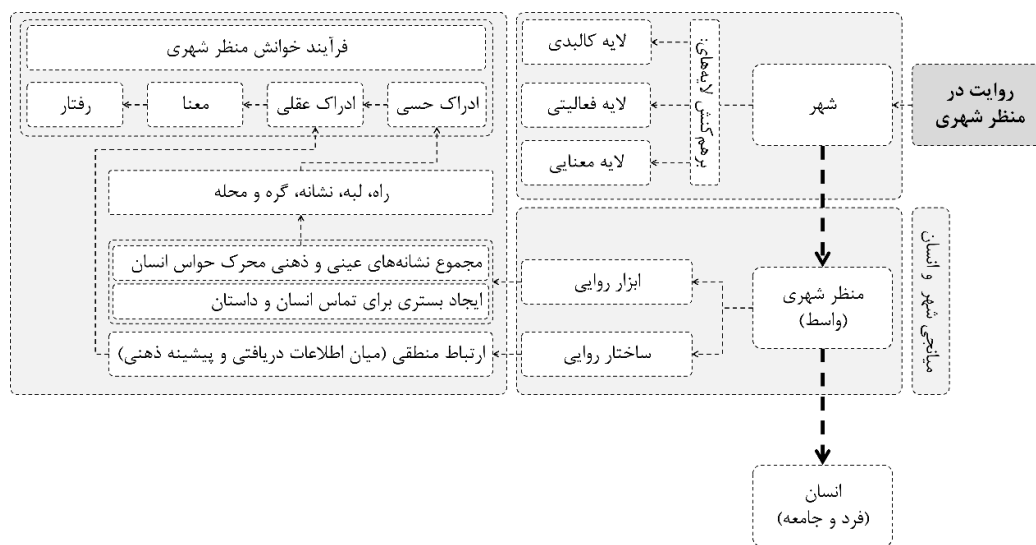 روایت در
منظر شهری
شهر
برهم‌کنش لایه‌های:
لایه کالبدی
لایه فعالیتی
لایه معنایی
میانجی شهر و انسان
منظر شهری
(واسط)
ابزار روایی
ساختار روایی
انسان
(فرد و جامعه)
فرآیند خوانش منظر شهری
ادراک حسی
ادراک عقلی
معنا
رفتار
راه، لبه، نشانه، گره و محله
مجموع نشانه‌های عینی و ذهنی محرک حواس انسان
ایجاد بستری برای تماس انسان و داستان
ارتباط منطقی (میان اطلاعات دریافتی و پیشینه ذهنی)